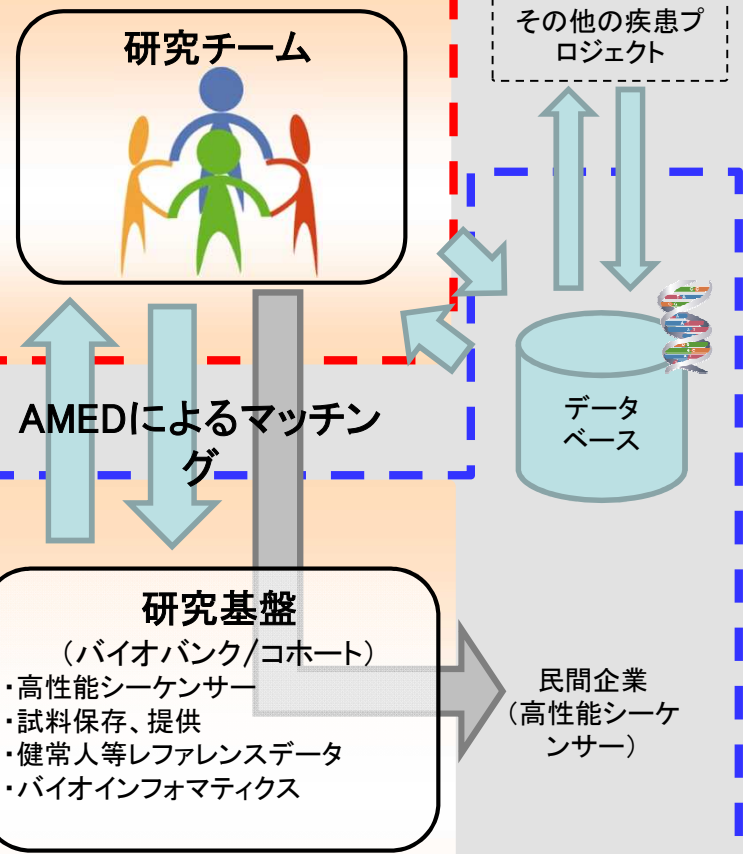 研究チーム
その他の疾患プ
ロジェクト
AMEDによるマッチン
グ
データ
ベース
研究基盤
（バイオバンク/コホート）
・高性能シーケンサー
・試料保存、提供
・健常人等レファレンスデータ
・バイオインフォマティクス
民間企業
（高性能シーケ
ンサー）